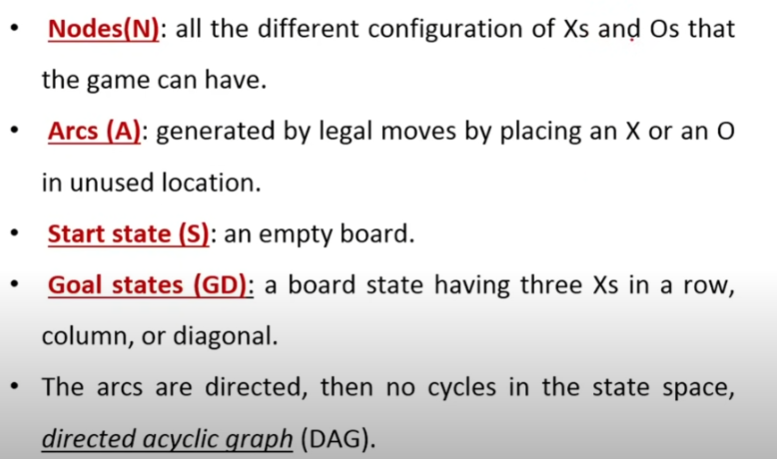 • Nodes(N): all the different configuration of Xs and Os that
the game can have.
• Arcs (A): generated by legal moves by placing an X or an O
in unused location.
• Start state (S): an empty board.
• Goal states (GD): a board state having three Xs in a row,
column, or diagonal.
• The arcs are directed, then no cycles in the state space,
directed acyclic graph (DAG).